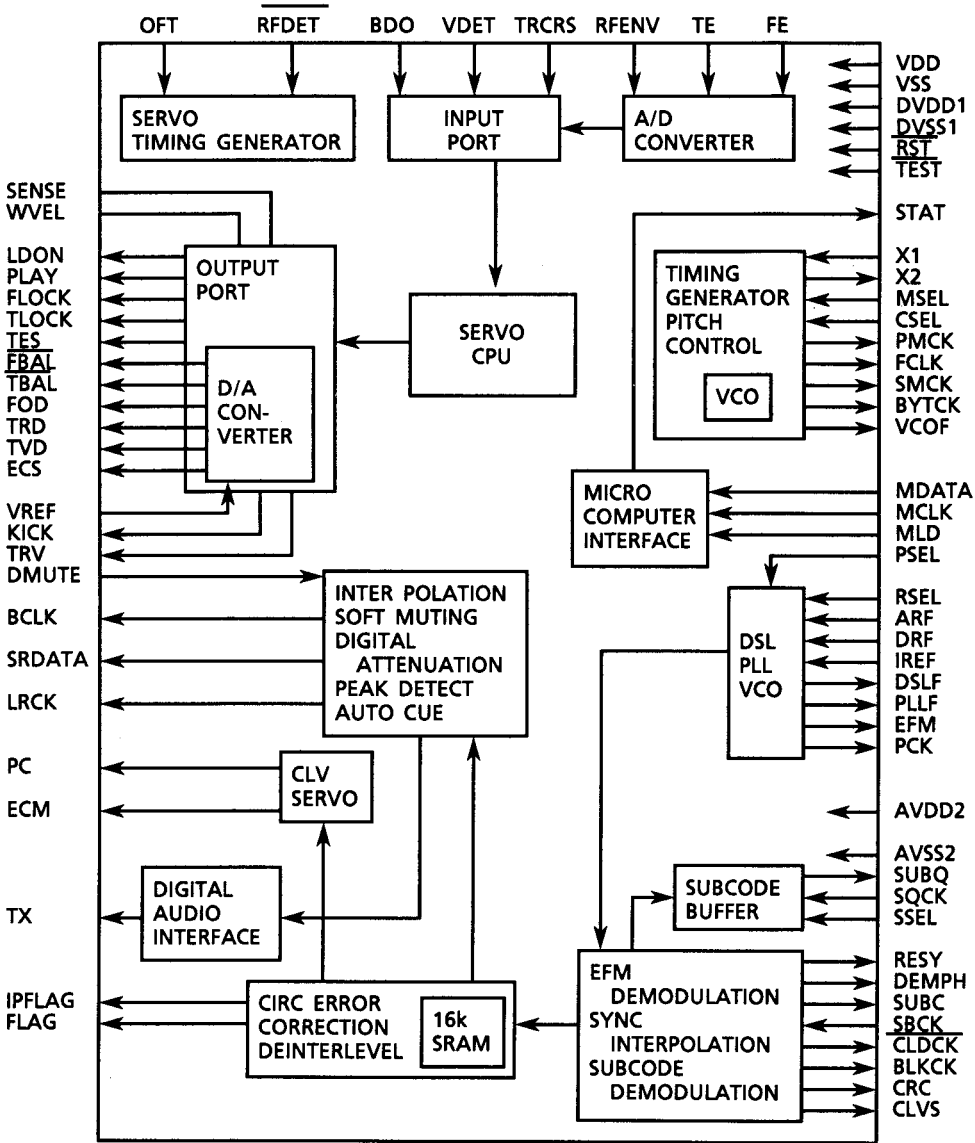 OFT RFDET BDO VDET TRCRS RFENV TE FE
SERVO
TIMING GENERATOR
INPUT
PORT
A/D
CONVERTER
VDD
VSS
DVDD1
DVSS1
RST
TEST
SENSE
WVEL
LDON
PLAY
FLOCK
TLOCK
TES
FBAL
TBAL
FOD
TRD
TVD
ECS
VREF
KICK
TRV
DMUTE
BCLK
SRDATA
LRCK
PC
ECM
TX
IPFLAG
FLAG
OUTPUT
PORT
D/A
CON-
VERTER
SERVO
CPU
STAT
TIMING
GENERATOR
PITCH
CONTROL
VCO
X1
X2
MSEL
CSEL
PMCK
FCLK
SMCK
BYTCK
VCOF
MICRO
COMPUTER
INTERFACE
MDATA
MCLK
MLD
PSEL
INTER POLATION
SOFT MUTING
DIGITAL
ATTENUATION
PEAK DETECT
AUTO CUE
DSL
PLL
VCO
RSEL
ARF
DRF
IREF
DSLF
PLLF
EFM
PCK
CLV
SERVO
AVDD2
AVSS2
DIGITAL
AUDIO
INTERFACE
SUBCODE
BUFFER
SUBQ
SQCK
SSEL
CIRC ERROR
CORRECTION
DEINTERLEVEL
16k
SRAM
EFM
DEMODULATION
SYNC
INTERPOLATION
SUBCODE
DEMODULATION
RESY
DEMPH
SUBC
SBCK
CLDCK
BLKCK
CRC
CLVS